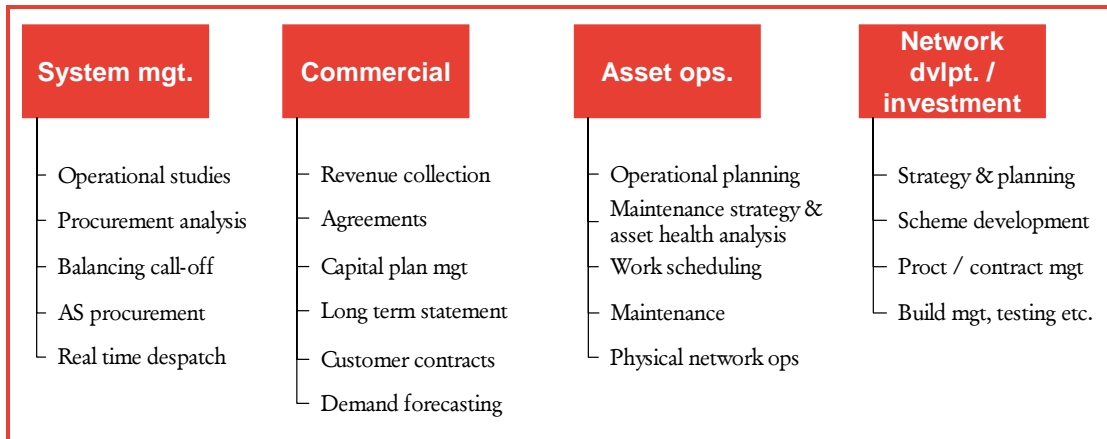 System mgt.
Operational studies
Procurement analysis
Balancing call-off
AS procurement
Real time despatch
Commercial
Revenue collection
Agreements
Capital plan mgt
Long term statement
Customer contracts
Demand forecasting
Asset ops.
Operational planning
Maintenance strategy &
asset health analysis
Work scheduling
Maintenance
Physical network ops
Network
dvlpt. /
investment
Strategy & planning
Scheme development
Proct / contract mgt
Build mgt, testing etc.